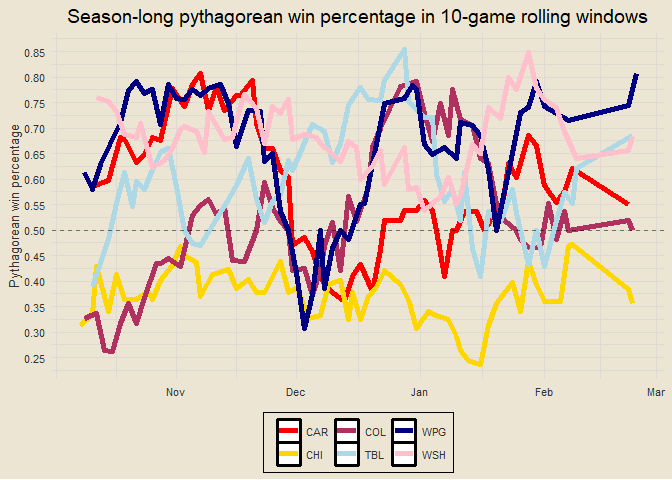 Season-long pythagorean win percentage in 10-game rolling windows
Pythagorean win percentage
0.85
0.80
0.75
0.70
0.65
0.60
0.55
0.50
0.45
0.40
0.35
0.30
0.25
Nov Dec Jan Feb Mar
CAR COL WPG
CHI TBL WSH